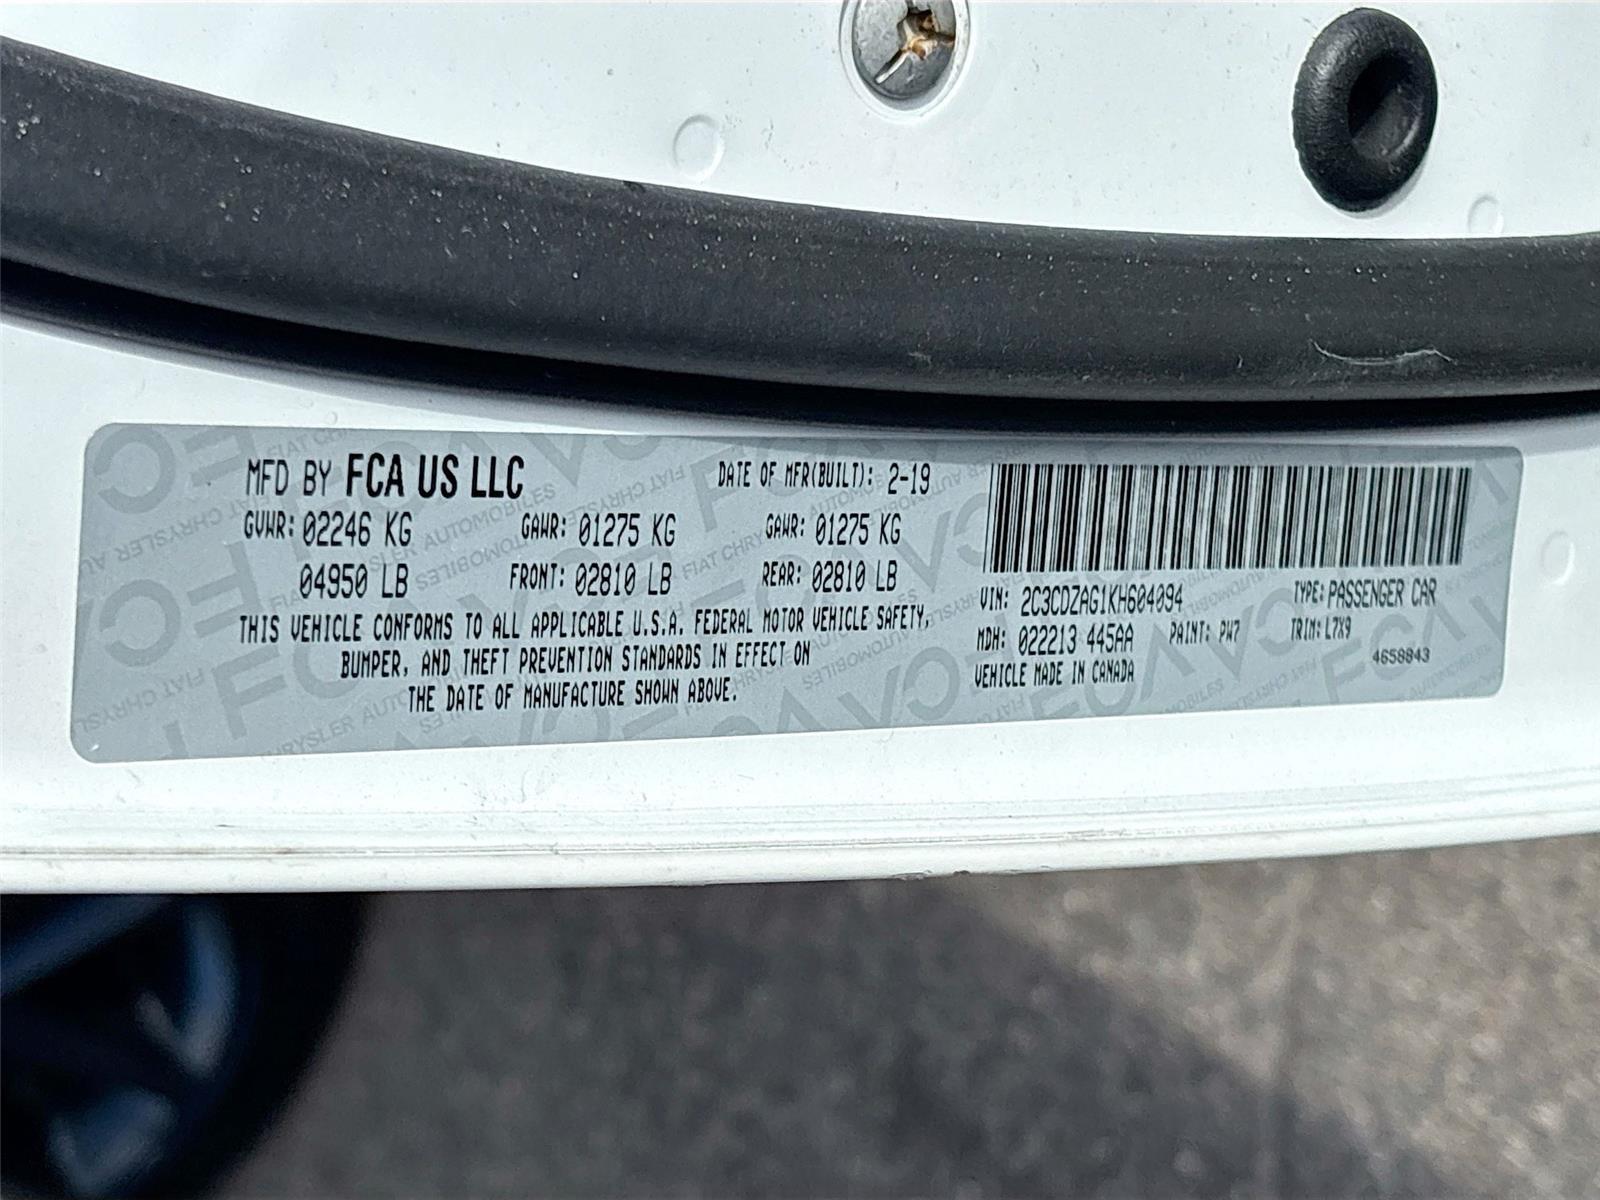 MFD BY FCA US LLC DATE OF MFR(BUILT): 2-19
GVWR: 02246 KG GAWR: 01275 KG GAWR: 01275 KG
04950 LB FRONT: 02810 LB REAR: 02810 LB
THIS VEHICLE CONFORMS TO ALL APPLICABLE U.S.A. FEDERAL MOTOR VEHICLE SAFETY,
BUMPER, AND THEFT PREVENTION STANDARDS IN EFFECT ON
THE DATE OF MANUFACTURE SHOWN ABOVE.
VIN: 2C3CDZAG1KH604094 TYPE: PASSENGER CAR
MDH: 022213 445AA PAINT: PW7 TRIM: L7X9
VEHICLE MADE IN CANADA 4658843